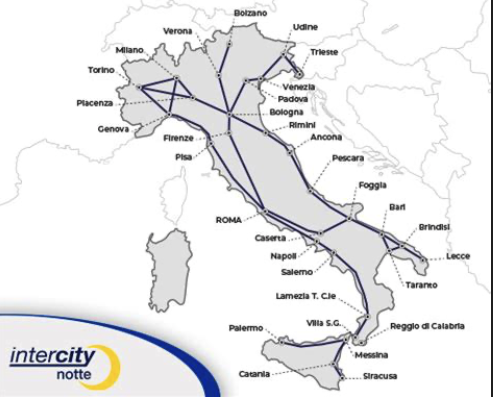 Bolzano
Verona
Udine
Milano
Trieste
Torino
Venezia
Padova
Piacenza
Bologna
Genova
Rimini
Firenze
Ancona
Pisa
Pescara
Foggia
Bari
ROMA
Brindisi
Caserta
Napoli
Lecce
Salerno
Taranto
Lamezia T. C.le
Villa S.G.
Reggio di Calabria
Palermo
Messina
Catania
Siracusa
intercity
notte